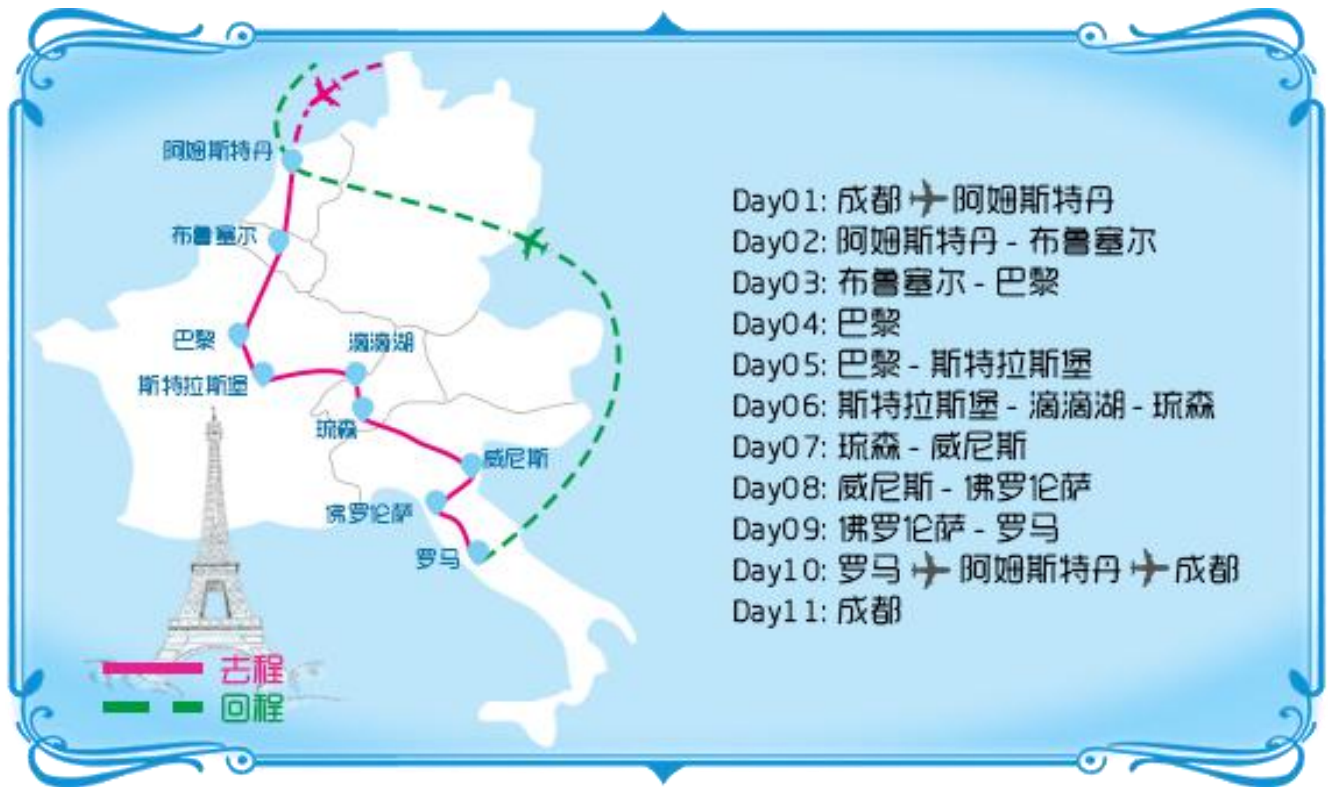 阿姆斯特丹
布鲁塞尔
巴黎
滴滴湖
斯特拉斯堡
琉森
威尼斯
佛罗伦萨
罗马
去程
回程
Day01: 成都 阿姆斯特丹
Day02: 阿姆斯特丹 - 布鲁塞尔
Day03: 布鲁塞尔 - 巴黎
Day04: 巴黎
Day05: 巴黎 - 斯特拉斯堡
Day06: 斯特拉斯堡 - 滴滴湖 - 琉森
Day07: 琉森 - 威尼斯
Day08: 威尼斯 - 佛罗伦萨
Day09: 佛罗伦萨 - 罗马
Day10: 罗马 阿姆斯特丹 成都
Day11: 成都